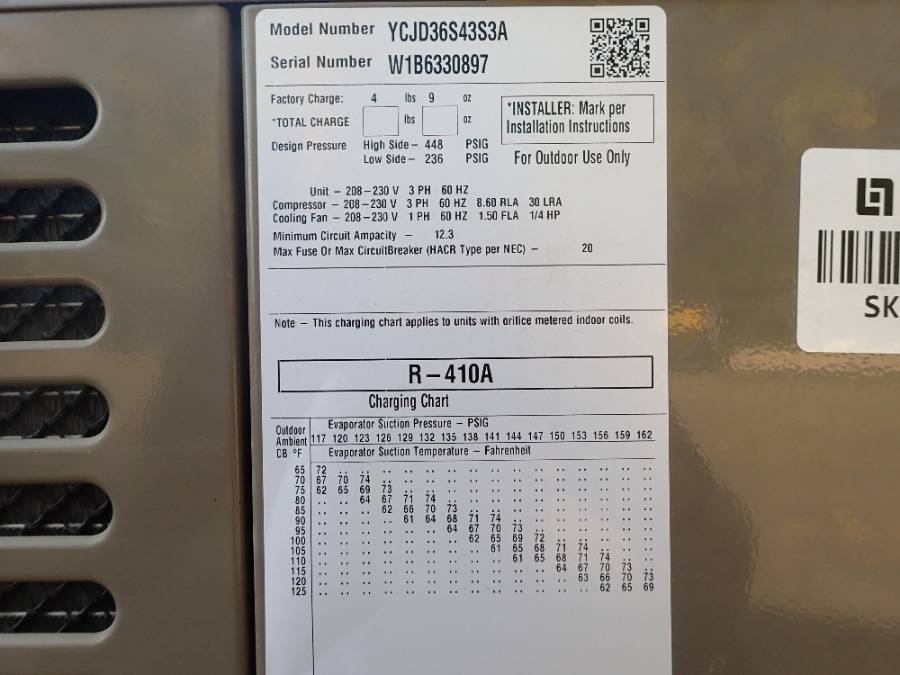 Model Number YCJD36S43S3A
Serial Number W1B6330897
Factory Charge: 4 lbs 9 oz
*TOTAL CHARGE lbs oz
*INSTALLER: Mark per
Installation Instructions
Design Pressure High Side – 448 PSIG
Low Side – 236 PSIG
For Outdoor Use Only
Unit – 208–230 V 3 PH 60 HZ
Compressor – 208–230 V 3 PH 60 HZ 8.60 RLA 30 LRA
Cooling Fan – 208–230 V 1 PH 60 HZ 1.50 FLA 1/4 HP
Minimum Circuit Ampacity – 12.3
Max Fuse Or Max CircuitBreaker (HACR Type per NEC) – 20
Note – This charging chart applies to units with orifice metered indoor coils.
R–410A
Charging Chart
Outdoor
Ambient
CB °F
Evaporator Suction Pressure – PSIG
117 120 123 126 129 132 135 138 141 144 147 150 153 156 159 162
Evaporator Suction Temperature – Fahrenheit
65 72 .. .. .. .. .. .. .. .. .. .. .. .. .. .. ..
70 67 70 74 .. .. .. .. .. .. .. .. .. .. .. .. ..
75 62 65 69 73 .. .. .. .. .. .. .. .. .. .. .. ..
80 .. .. 64 67 71 74 .. .. .. .. .. .. .. .. .. ..
85 .. .. .. 62 66 70 73 .. .. .. .. .. .. .. .. ..
90 .. .. .. .. 61 64 68 71 74 .. .. .. .. .. .. ..
95 .. .. .. .. .. .. 64 67 70 73 .. .. .. .. .. ..
100 .. .. .. .. .. .. .. 62 65 69 72 .. .. .. .. ..
105 .. .. .. .. .. .. .. .. 61 65 68 71 74 .. .. ..
110 .. .. .. .. .. .. .. .. .. 61 65 68 71 74 .. ..
115 .. .. .. .. .. .. .. .. .. .. .. 64 67 70 73 ..
120 .. .. .. .. .. .. .. .. .. .. .. .. 63 66 70 73
125 .. .. .. .. .. .. .. .. .. .. .. .. .. 62 65 69
SK